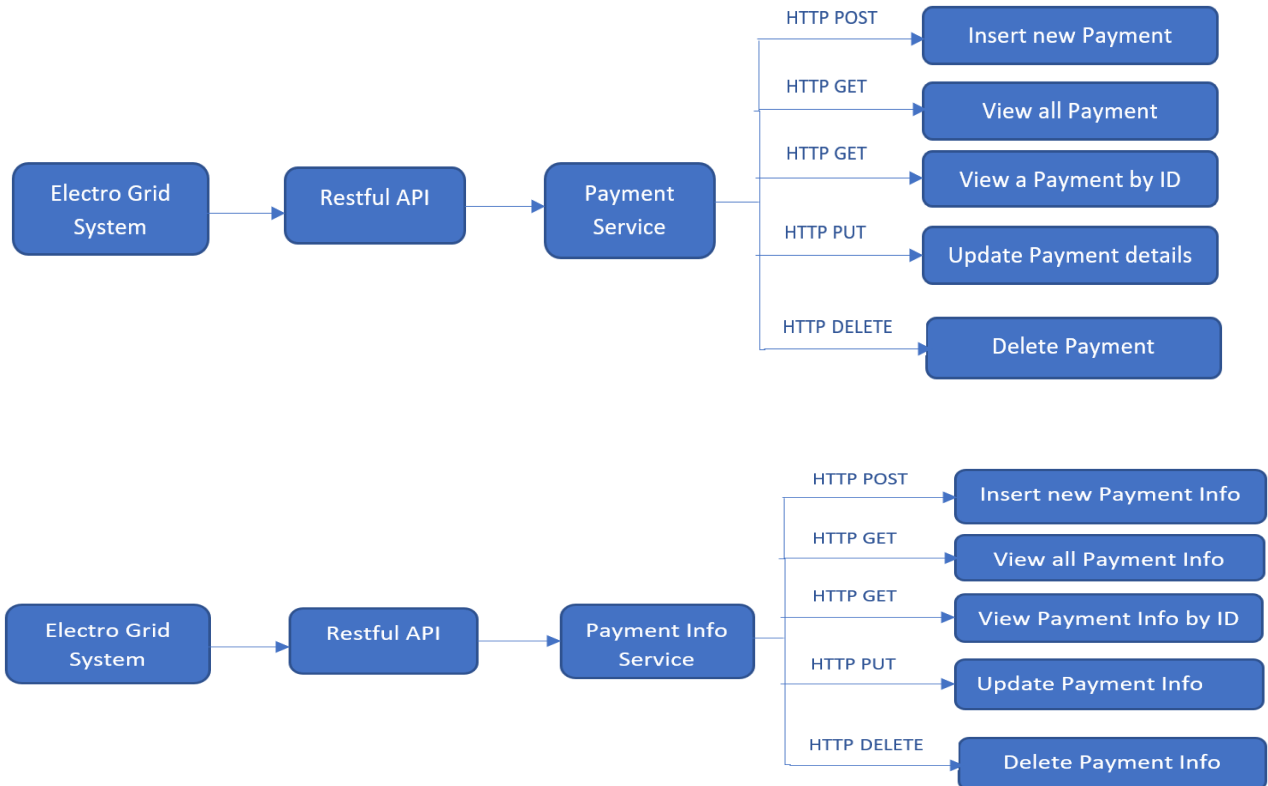 HTTP POST
Insert new Payment
HTTP GET
View all Payment
HTTP GET
View a Payment by ID
Electro Grid
System
Restful API
Payment
Service
HTTP PUT
Update Payment details
HTTP DELETE
Delete Payment
HTTP POST
Insert new Payment Info
HTTP GET
View all Payment Info
HTTP GET
View Payment Info by ID
Electro Grid
System
Restful API
Payment Info
Service
HTTP PUT
Update Payment Info
HTTP DELETE
Delete Payment Info